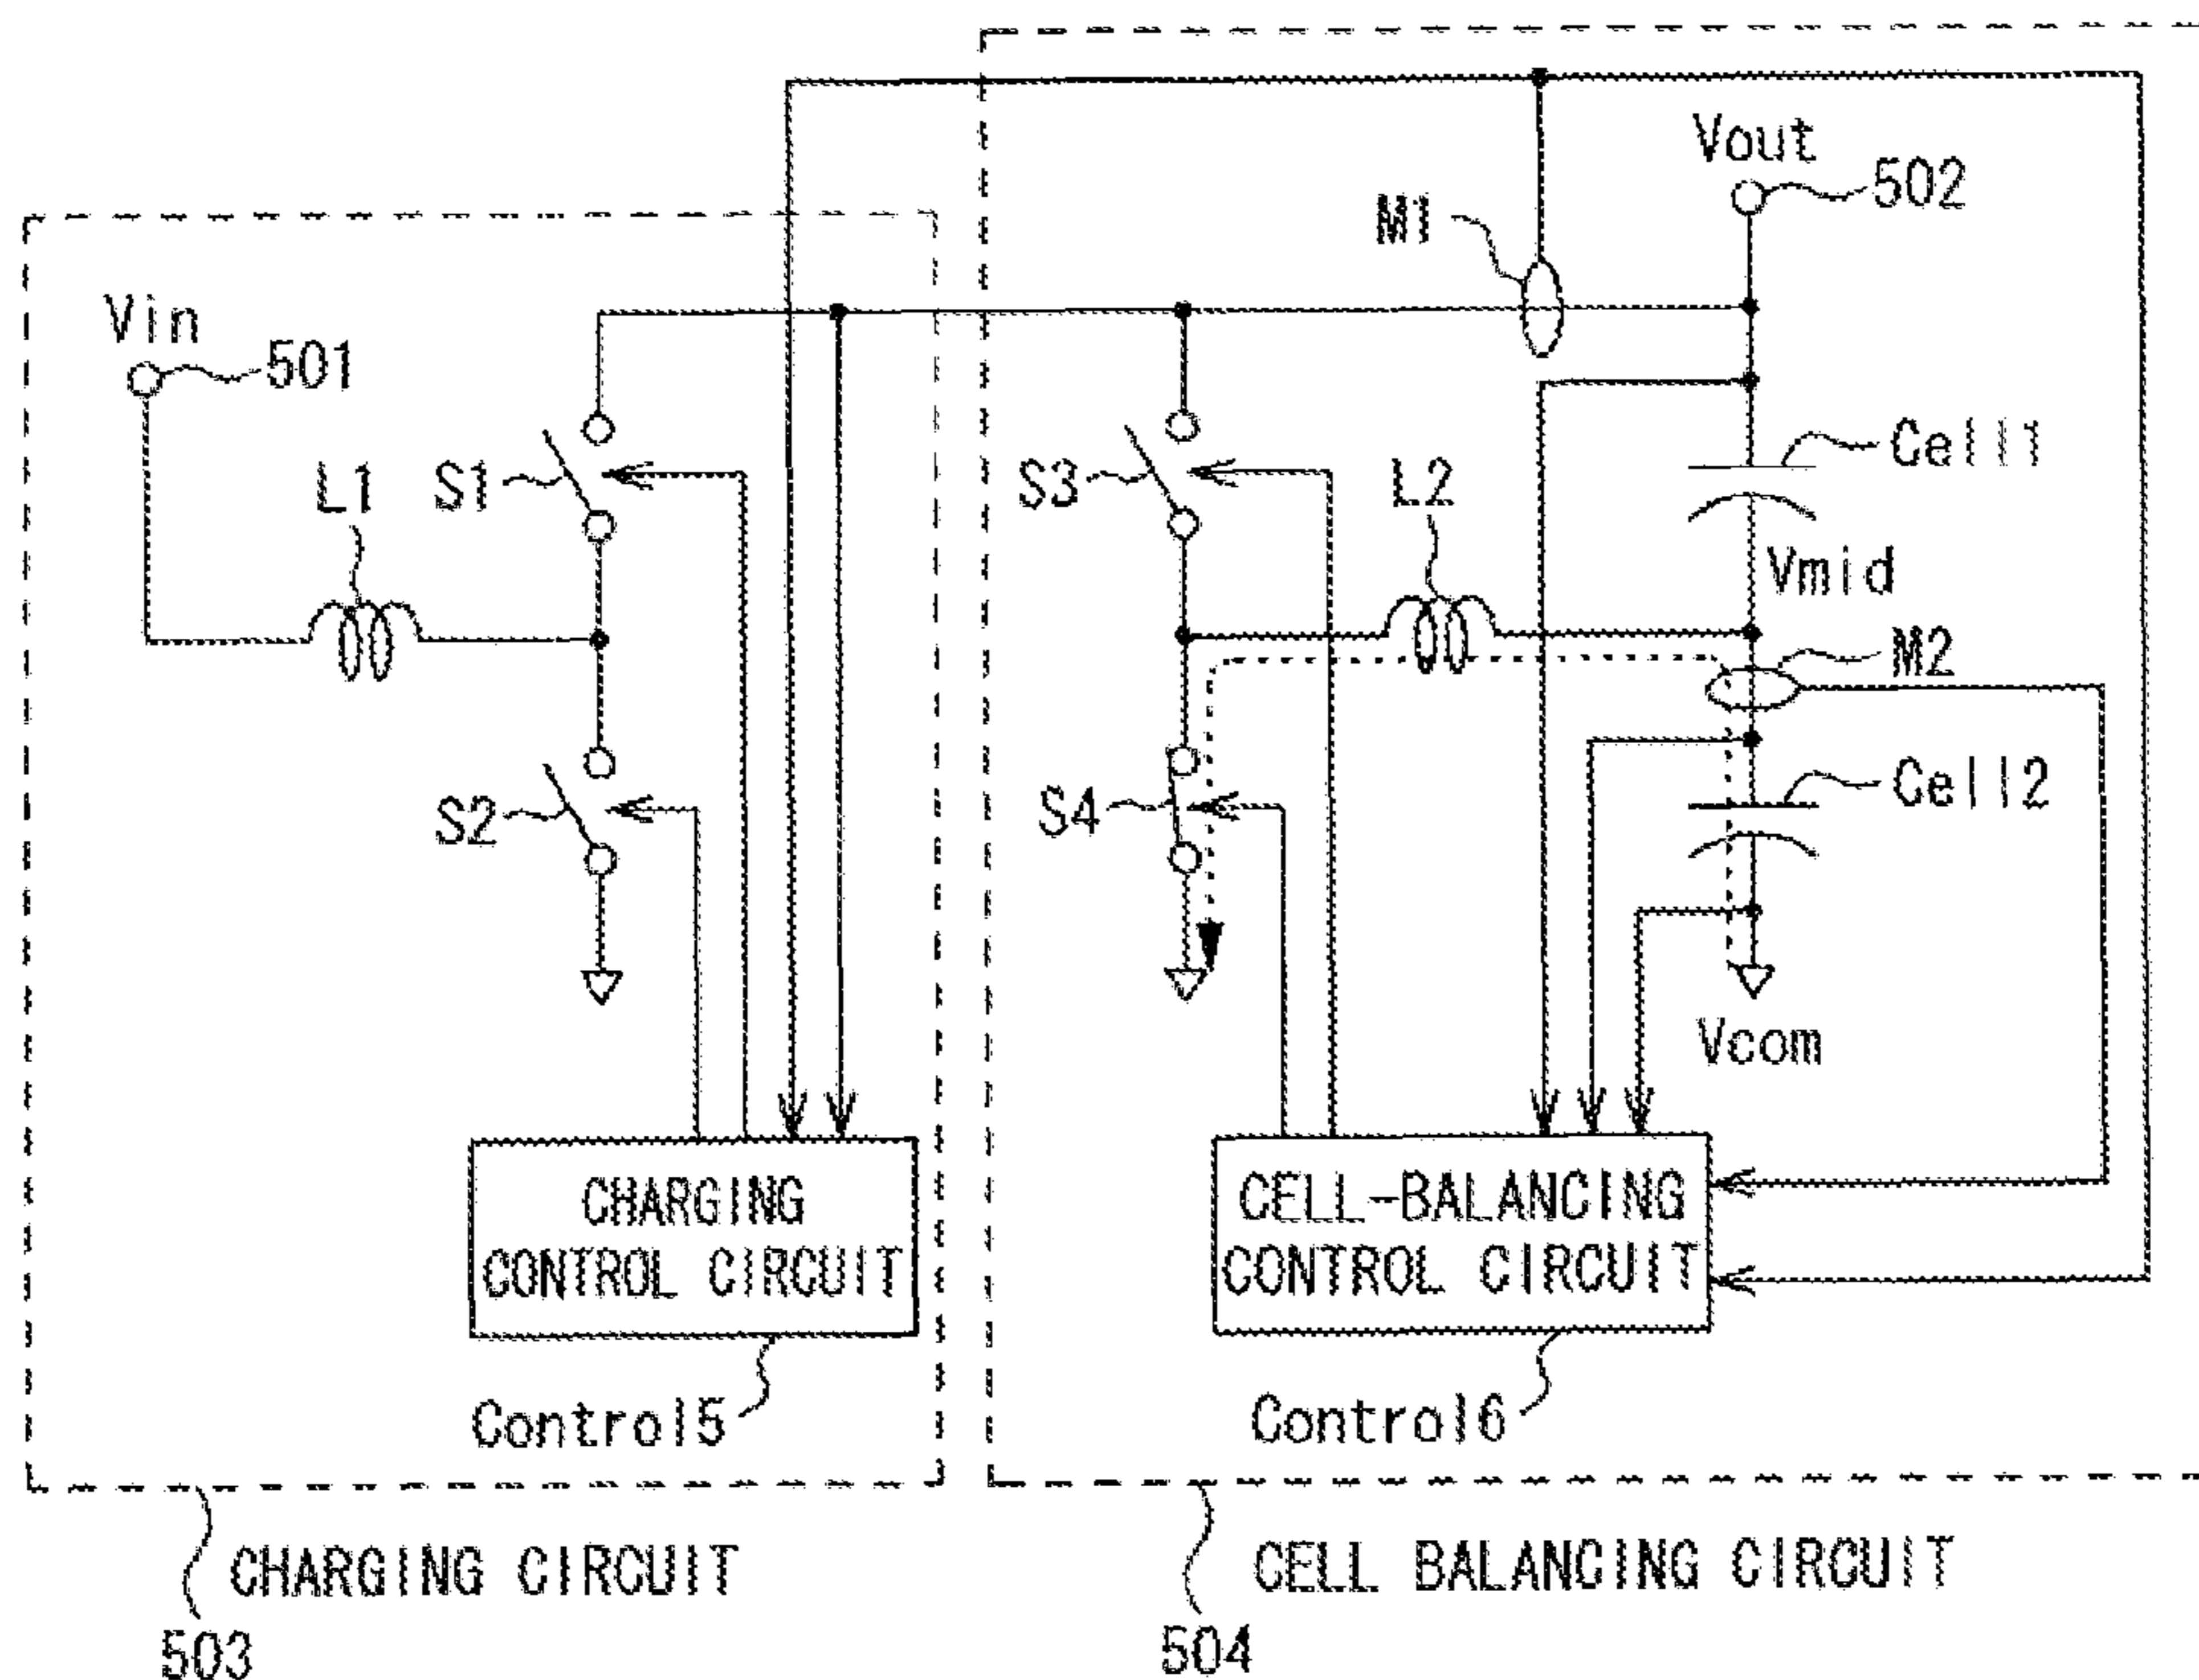 Vout
502
M1
Vin
501
Cell1
L1
S1
S3
L2
Vmid
M2
S2
S4
Cell2
Vcom
CHARGING
CONTROL CIRCUIT
CELL-BALANCING
CONTROL CIRCUIT
Control5
Control6
CHARGING CIRCUIT
CELL BALANCING CIRCUIT
503
504